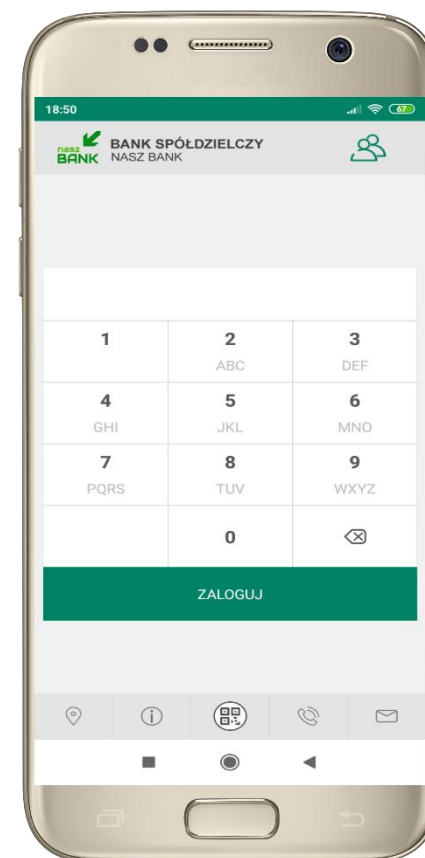 18:50
67
nasz
BANK
BANK SPÓŁDZIELCZY
NASZ BANK
1 2 3
ABC DEF
4 5 6
GHI JKL MNO
7 8 9
PQRS TUV WXYZ
0
ZALOGUJ